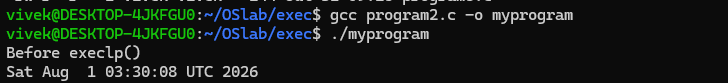 vivek@DESKTOP-4JKFGU0:~/OSlab/exec$ gcc program2.c -o myprogram
vivek@DESKTOP-4JKFGU0:~/OSlab/exec$ ./myprogram
Before execlp()
Sat Aug  1 03:30:08 UTC 2026